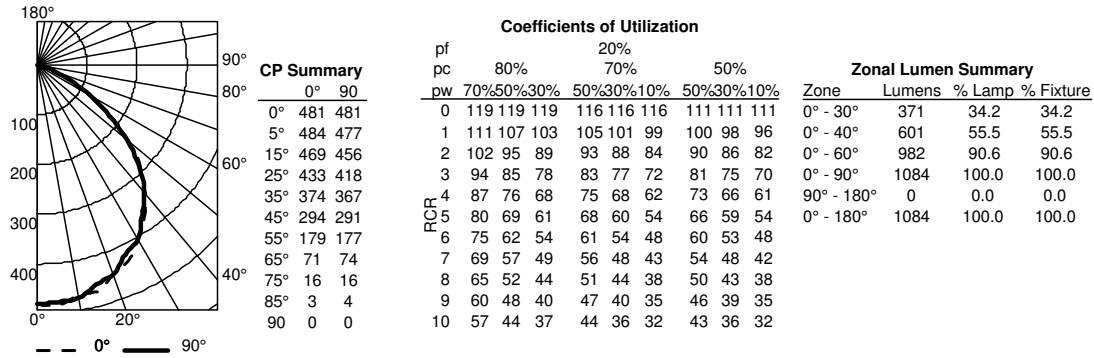 180°
90°
80°
60°
40°
100
200
300
400
0° 20°
0° 90°
CP Summary
0° 90
0° 481 481
5° 484 477
15° 469 456
25° 433 418
35° 374 367
45° 294 291
55° 179 177
65° 71 74
75° 16 16
85° 3 4
90 0 0
Coefficients of Utilization
pf 20%
pc 80% 70% 50%
pw 70%50%30% 50%30%10% 50%30%10%
RCR
0 119 119 119 116 116 116 111 111 111
1 111 107 103 105 101 99 100 98 96
2 102 95 89 93 88 84 90 86 82
3 94 85 78 83 77 72 81 75 70
4 87 76 68 75 68 62 73 66 61
5 80 69 61 68 60 54 66 59 54
6 75 62 54 61 54 48 60 53 48
7 69 57 49 56 48 43 54 48 42
8 65 52 44 51 44 38 50 43 38
9 60 48 40 47 40 35 46 39 35
10 57 44 37 44 36 32 43 36 32
Zonal Lumen Summary
Zone Lumens % Lamp % Fixture
0° - 30° 371 34.2 34.2
0° - 40° 601 55.5 55.5
0° - 60° 982 90.6 90.6
0° - 90° 1084 100.0 100.0
90° - 180° 0 0.0 0.0
0° - 180° 1084 100.0 100.0